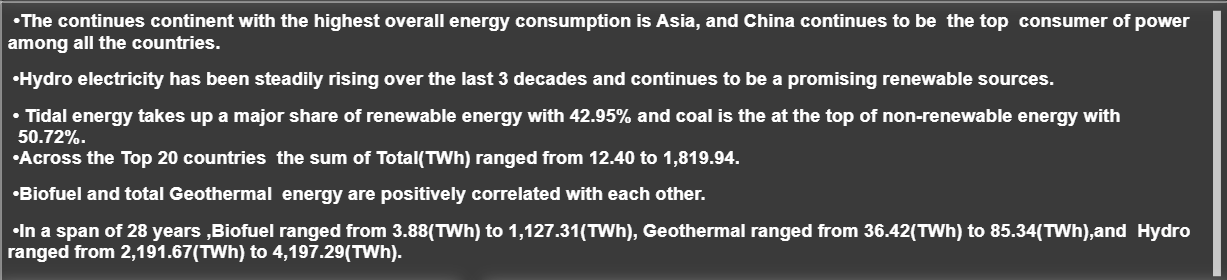 •The continues continent with the highest overall energy consumption is Asia, and China continues to be  the top  consumer of power
among all the countries.
•Hydro electricity has been steadily rising over the last 3 decades and continues to be a promising renewable sources.
• Tidal energy takes up a major share of renewable energy with 42.95% and coal is the at the top of non-renewable energy with
50.72%.
•Across the Top 20 countries  the sum of Total(TWh) ranged from 12.40 to 1,819.94.
•Biofuel and total Geothermal  energy are positively correlated with each other.
•In a span of 28 years ,Biofuel ranged from 3.88(TWh) to 1,127.31(TWh), Geothermal ranged from 36.42(TWh) to 85.34(TWh),and  Hydro
ranged from 2,191.67(TWh) to 4,197.29(TWh).